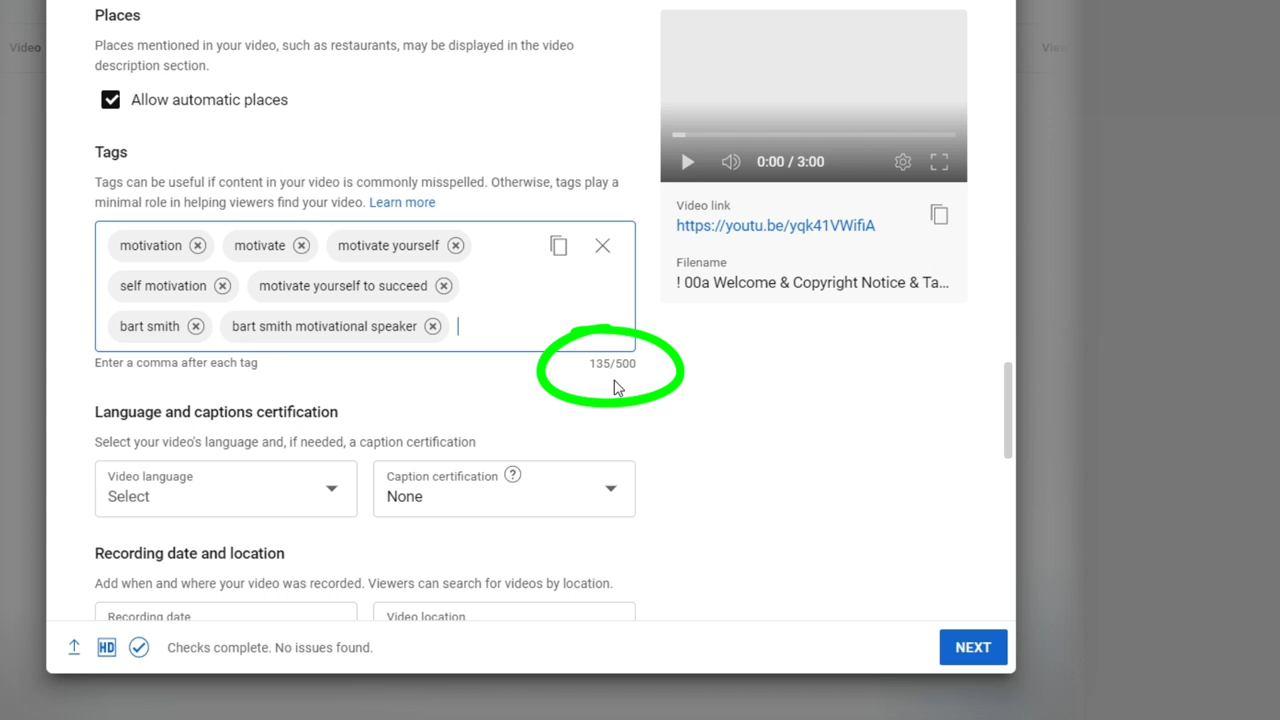 Places
Video
View
Places mentioned in your video, such as restaurants, may be displayed in the video
description section.
Allow automatic places
Tags
Tags can be useful if content in your video is commonly misspelled. Otherwise, tags play a
minimal role in helping viewers find your video. Learn more
motivation motivate motivate yourself
self motivation motivate yourself to succeed
bart smith bart smith motivational speaker
Enter a comma after each tag 135/500
0:00 / 3:00
Video link
https://youtu.be/yqk41VWifiA
Filename
! 00a Welcome & Copyright Notice & Ta...
Language and captions certification
Select your video's language and, if needed, a caption certification
Video language
Select
Caption certification ?
None
Recording date and location
Add when and where your video was recorded. Viewers can search for videos by location.
Recording date
Video location
HD Checks complete. No issues found.
NEXT